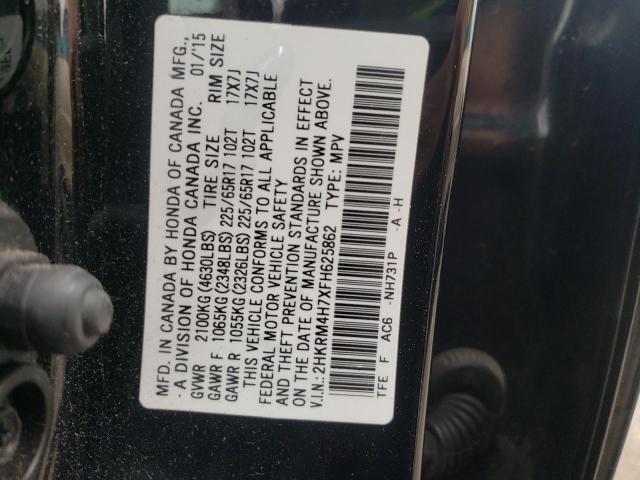 MFD. IN CANADA BY HONDA OF CANADA MFG.,
- A DIVISION OF HONDA CANADA INC. 01/15
GVWR 2100KG(4630LBS) TIRE SIZE RIM SIZE
GAWR F 1065KG(2348LBS) 225/65R17 102T 17X7J
GAWR R 1055KG(2326LBS) 225/65R17 102T 17X7J
THIS VEHICLE CONFORMS TO ALL APPLICABLE
FEDERAL MOTOR VEHICLE SAFETY
AND THEFT PREVENTION STANDARDS IN EFFECT
ON THE DATE OF MANUFACTURE SHOWN ABOVE.
V.I.N.: 2HKRM4H7XFH625862 TYPE: MPV
TFE F AC6 -NH731P -A -H